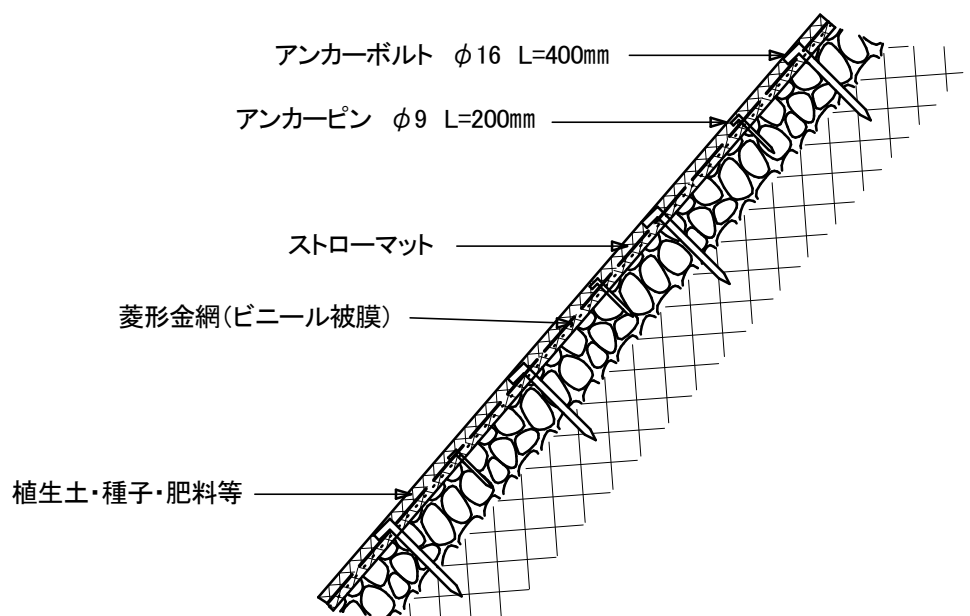 アンカーボルト φ16 L=400㎜
アンカーピン φ9 L=200㎜
ストローマット
菱形金網(ビニール被膜)
植生土・種子・肥料等